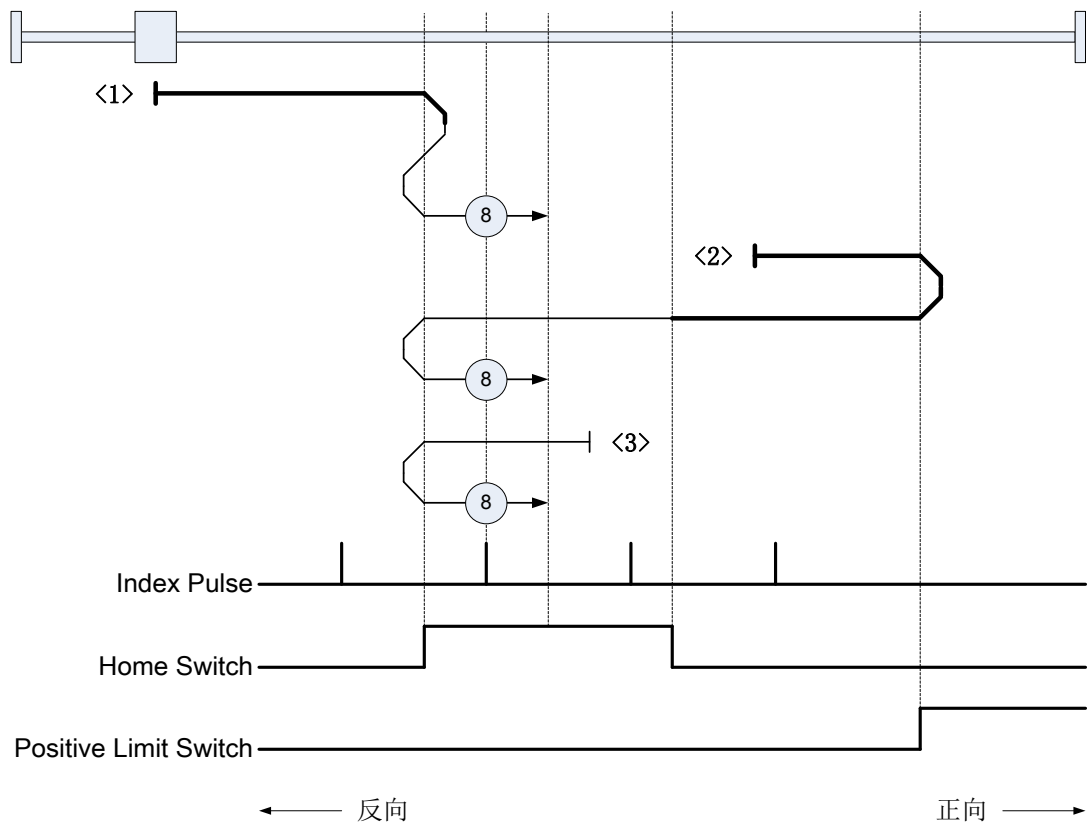 <1>
8
<2>
8
<3>
8
Index Pulse
Home Switch
Positive Limit Switch
反向
正向